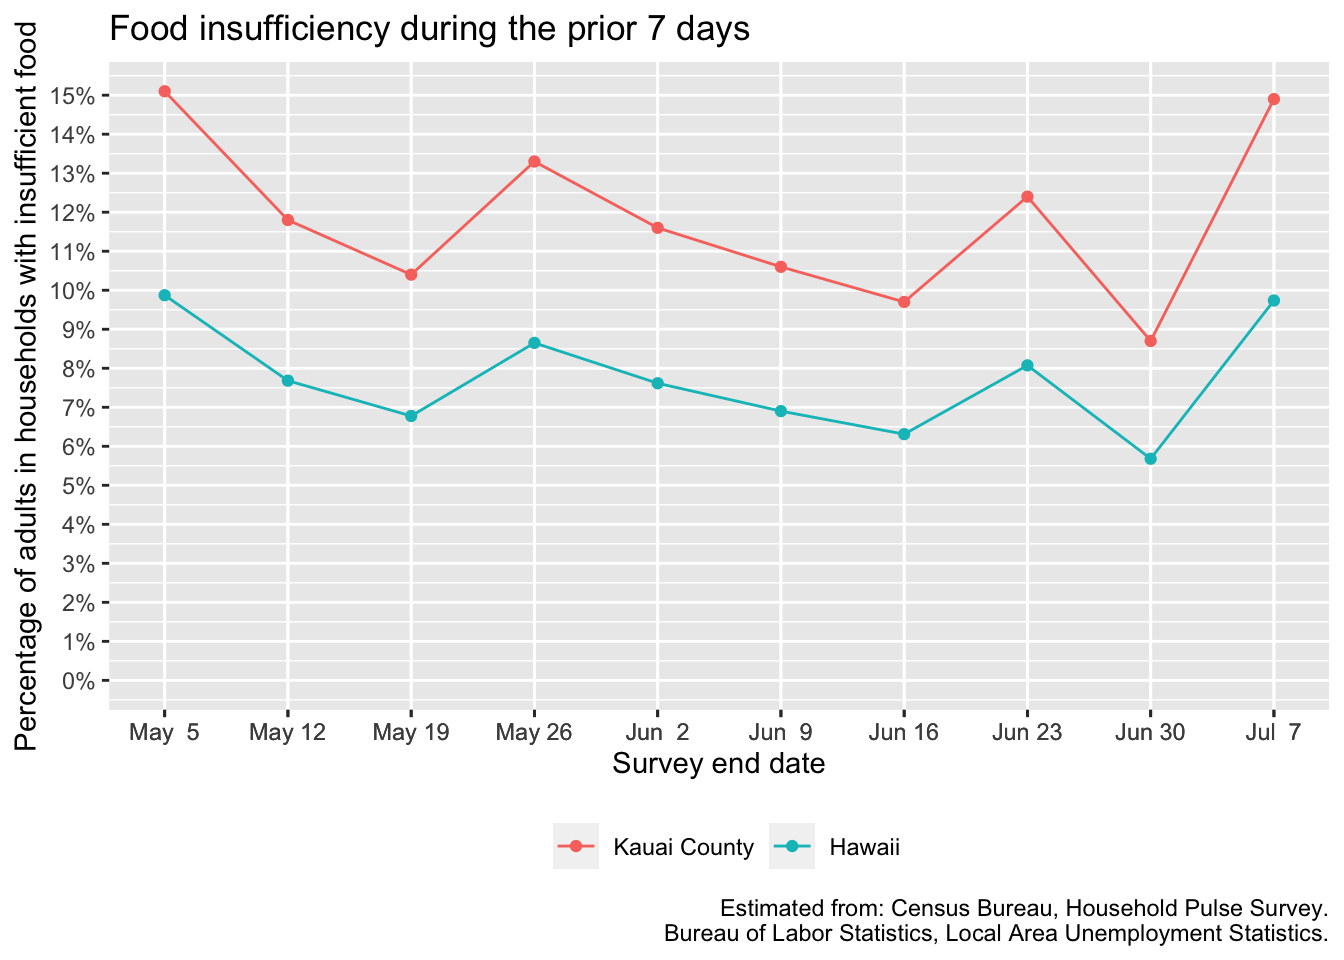 Food insufficiency during the prior 7 days
Percentage of adults in households with insufficient food
15%
14%
13%
12%
11%
10%
9%
8%
7%
6%
5%
4%
3%
2%
1%
0%
May  5 May 12 May 19 May 26 Jun  2 Jun  9 Jun 16 Jun 23 Jun 30 Jul  7
Survey end date
Kauai County Hawaii
Estimated from: Census Bureau, Household Pulse Survey.
Bureau of Labor Statistics, Local Area Unemployment Statistics.